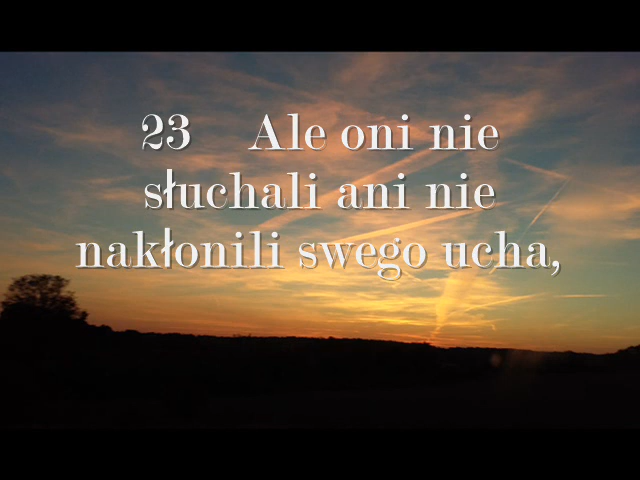 23 Ale oni nie
słuchali ani nie
nakłonili swego ucha,